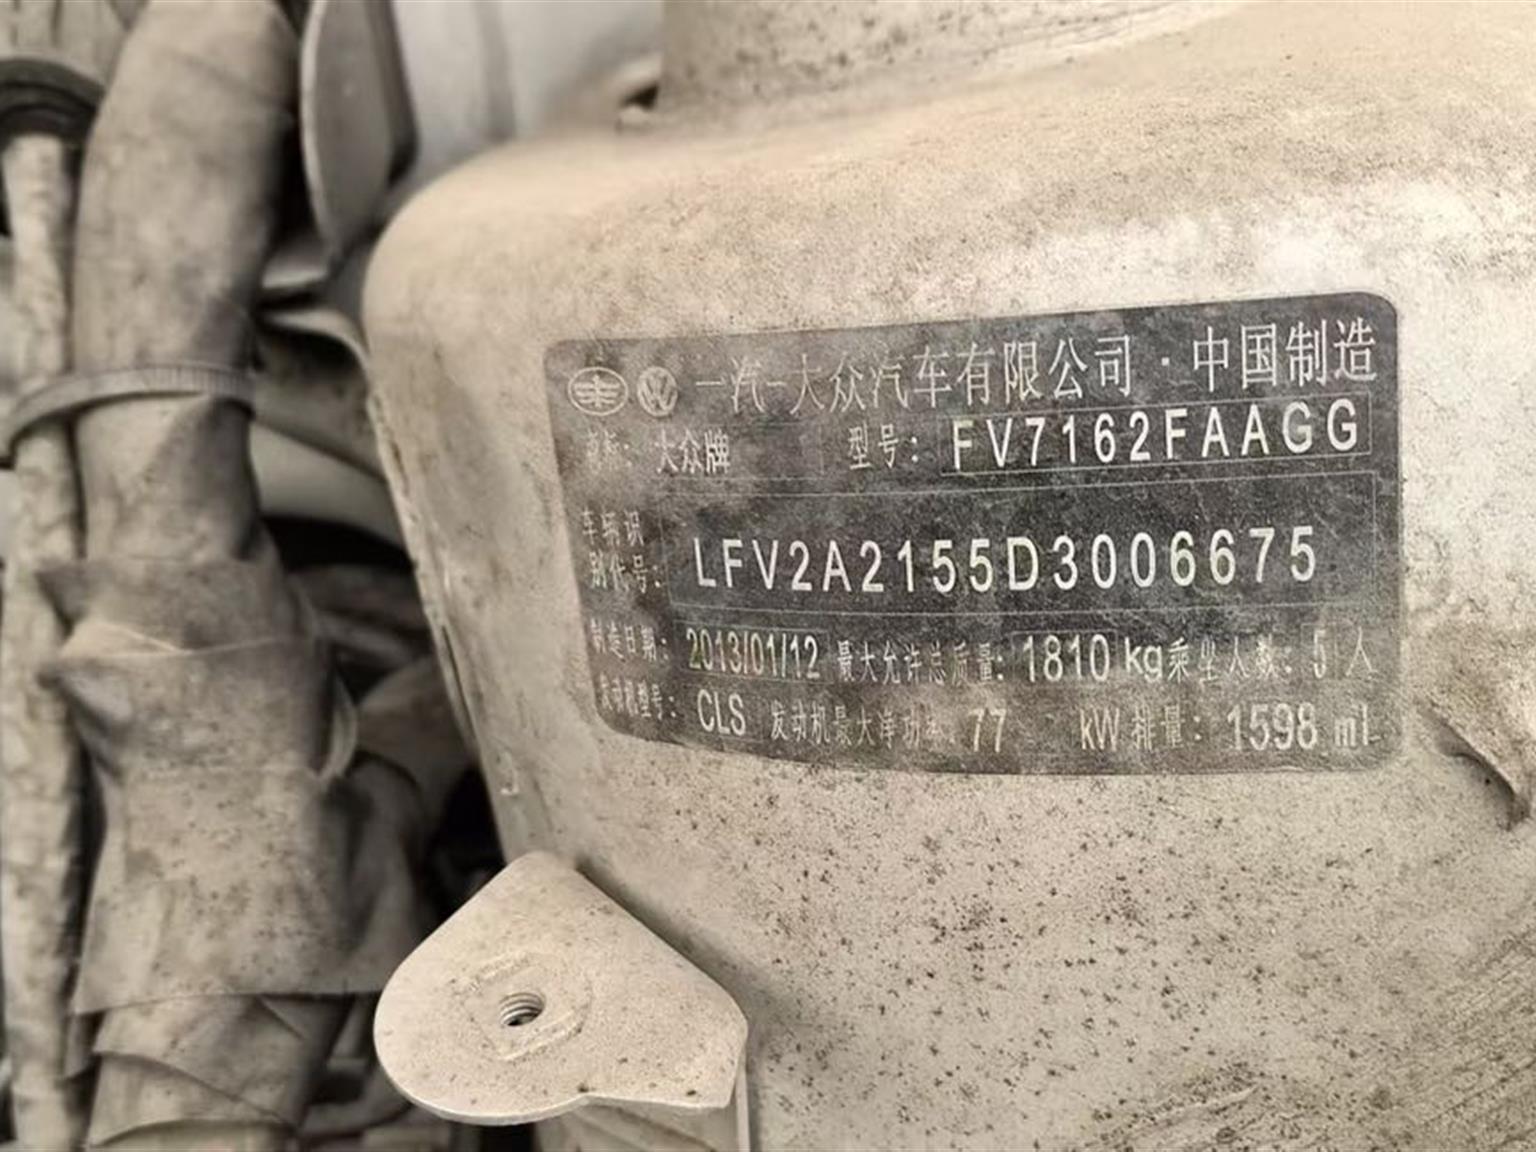 一汽-大众汽车有限公司·中国制造
商标: 大众牌 型号: FV7162FAAGG
车辆识
别代号: LFV2A2155D3006675
制造日期: 2013/01/12 最大允许总质量: 1810 kg 乘坐人数: 5 人
发动机型号: CLS 发动机最大净功率: 77 kW 排量: 1598 ml